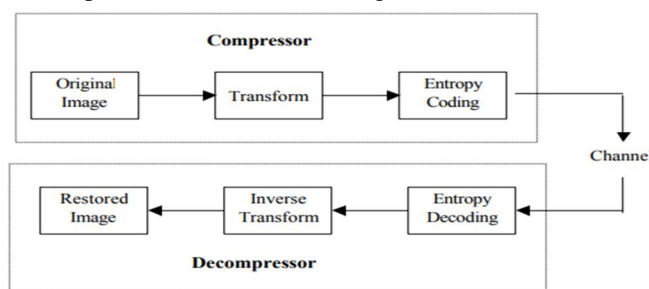 Compressor
Original
Image
Transform
Entropy
Coding
Channe
Restored
Image
Inverse
Transform
Entropy
Decoding
Decompressor